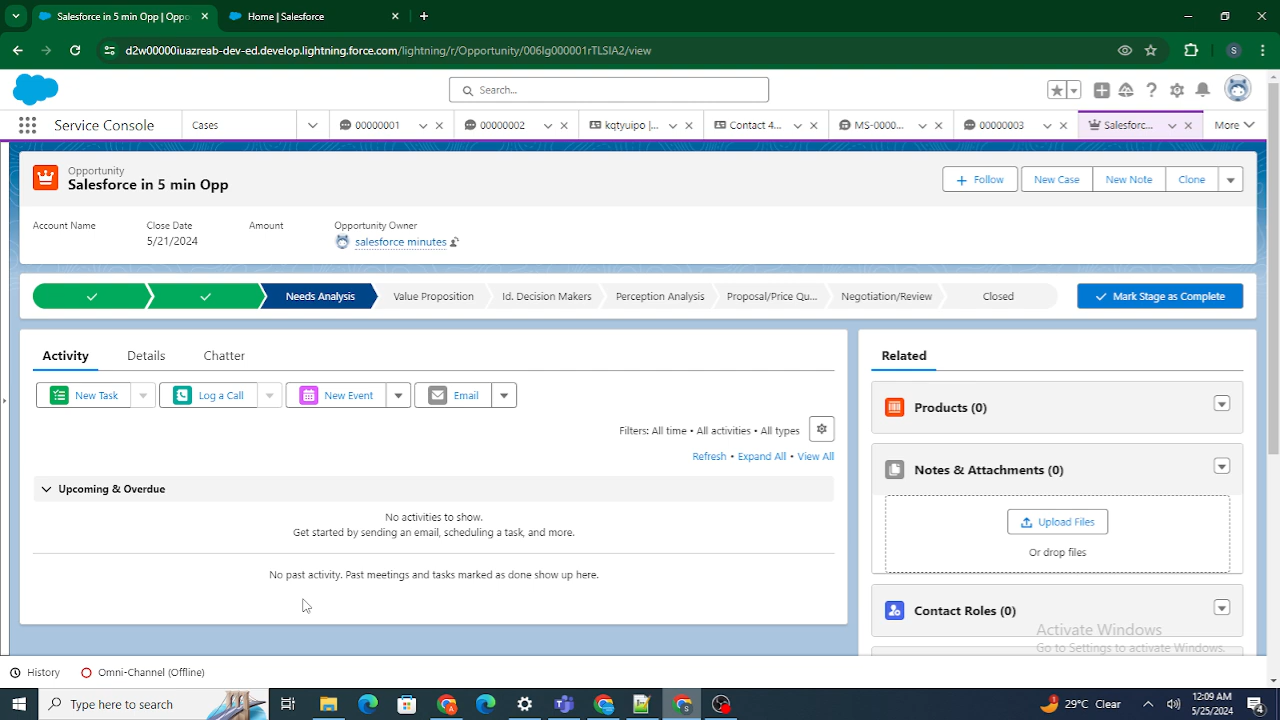 Salesforce in 5 min Opp | Oppo
Home | Salesforce
d2w00000iuazreab-dev-ed.develop.lightning.force.com/lightning/r/Opportunity/006Ig000001rTLSIA2/view
S
Search...
Service Console
Cases
00000001
00000002
kqtyuipo |...
Contact 4...
MS-0000...
00000003
Salesforc...
More
Opportunity
Salesforce in 5 min Opp
Follow
New Case
New Note
Clone
Account Name
Close Date
Amount
Opportunity Owner
5/21/2024
salesforce minutes
Needs Analysis
Value Proposition
Id. Decision Makers
Perception Analysis
Proposal/Price Qu...
Negotiation/Review
Closed
Mark Stage as Complete
Activity
Details
Chatter
Related
New Task
Log a Call
New Event
Email
Products (0)
Filters: All time • All activities • All types
Refresh • Expand All • View All
Notes & Attachments (0)
Upcoming & Overdue
No activities to show.
Get started by sending an email, scheduling a task, and more.
Upload Files
Or drop files
No past activity. Past meetings and tasks marked as done show up here.
Contact Roles (0)
Activate Windows
Go to Settings to activate Windows.
History
Omni-Channel (Offline)
Type here to search
29°C Clear
12:09 AM
5/25/2024
4